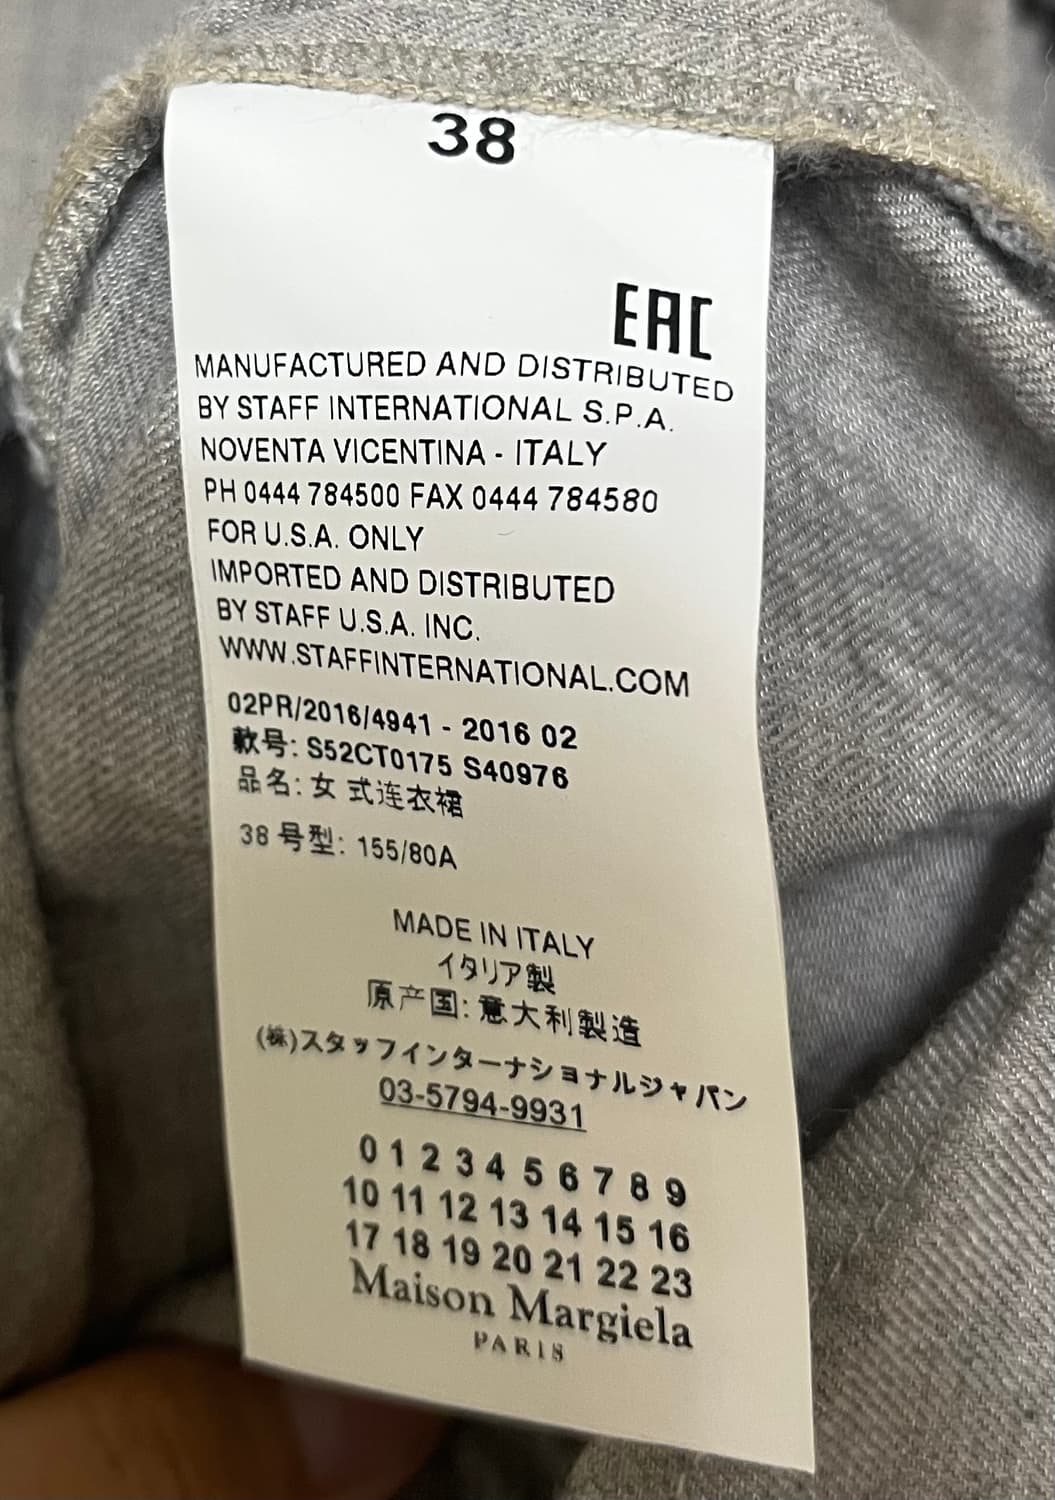 38
EAC
MANUFACTURED AND DISTRIBUTED
BY STAFF INTERNATIONAL S.P.A.
NOVENTA VICENTINA - ITALY
PH 0444 784500 FAX 0444 784580
FOR U.S.A. ONLY
IMPORTED AND DISTRIBUTED
BY STAFF U.S.A. INC.
WWW.STAFFINTERNATIONAL.COM
02PR/2016/4941 - 2016 02
款号: S52CT0175 S40976
品名: 女 式连衣裙
38 号型: 155/80A
MADE IN ITALY
イタリア製
原产国: 意大利製造
(株)スタッフインターナショナルジャパン
03-5794-9931
0 1 2 3 4 5 6 7 8 9
10 11 12 13 14 15 16
17 18 19 20 21 22 23
Maison Margiela
PARIS